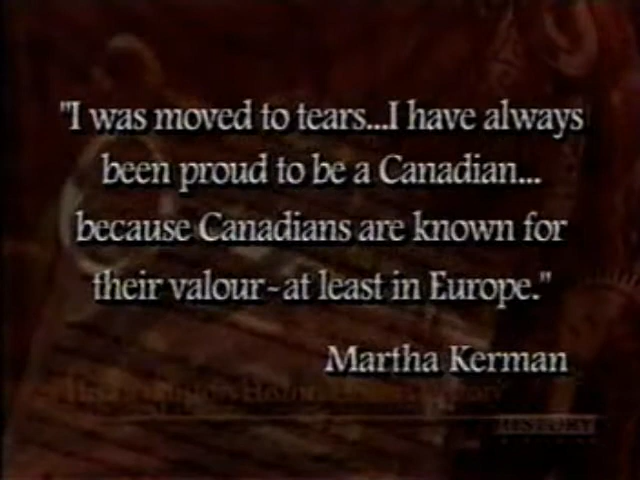 "I was moved to tears...I have always
been proud to be a Canadian...
because Canadians are known for
their valour-at least in Europe."
Martha Kerman
HISTORY